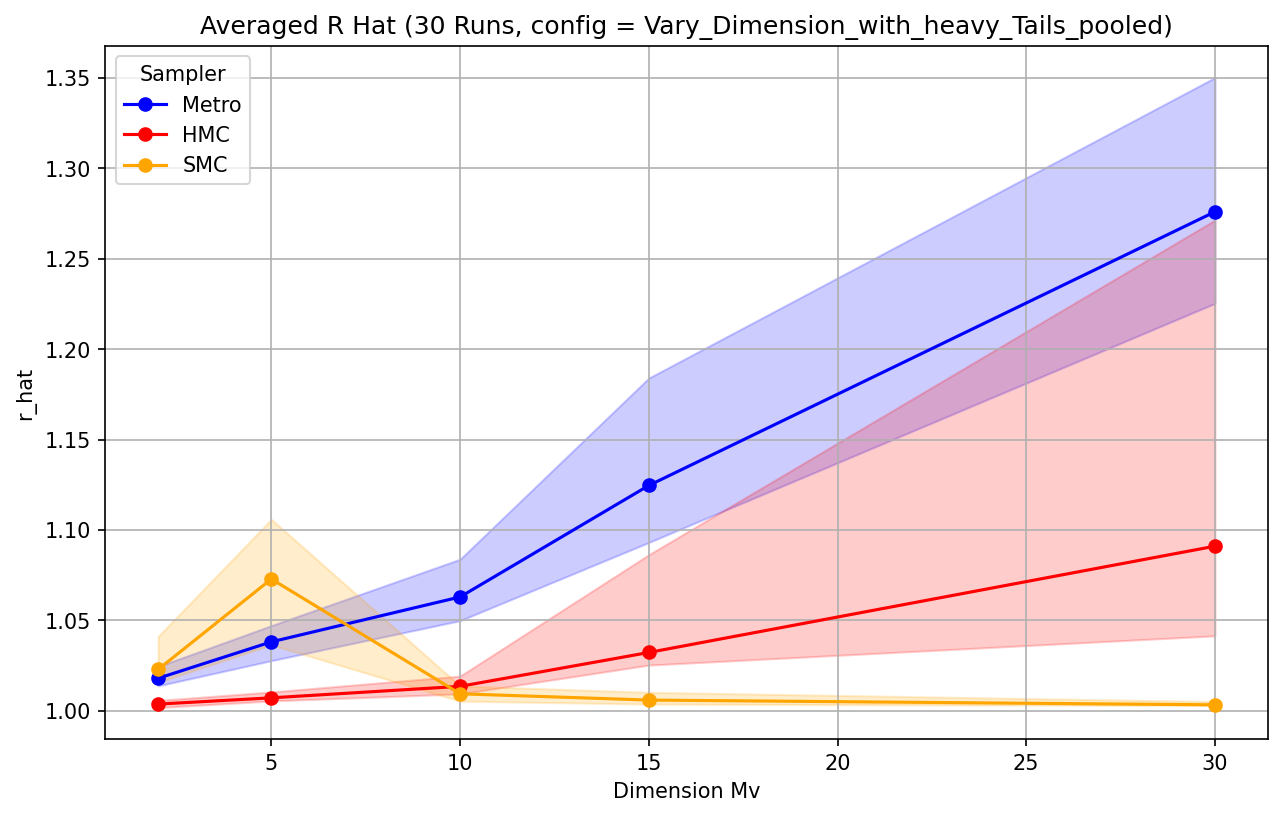 Averaged R Hat (30 Runs, config = Vary_Dimension_with_heavy_Tails_pooled)
Sampler
Metro
HMC
SMC
1.35
1.30
1.25
1.20
1.15
1.10
1.05
1.00
r_hat
5 10 15 20 25 30
Dimension Mv